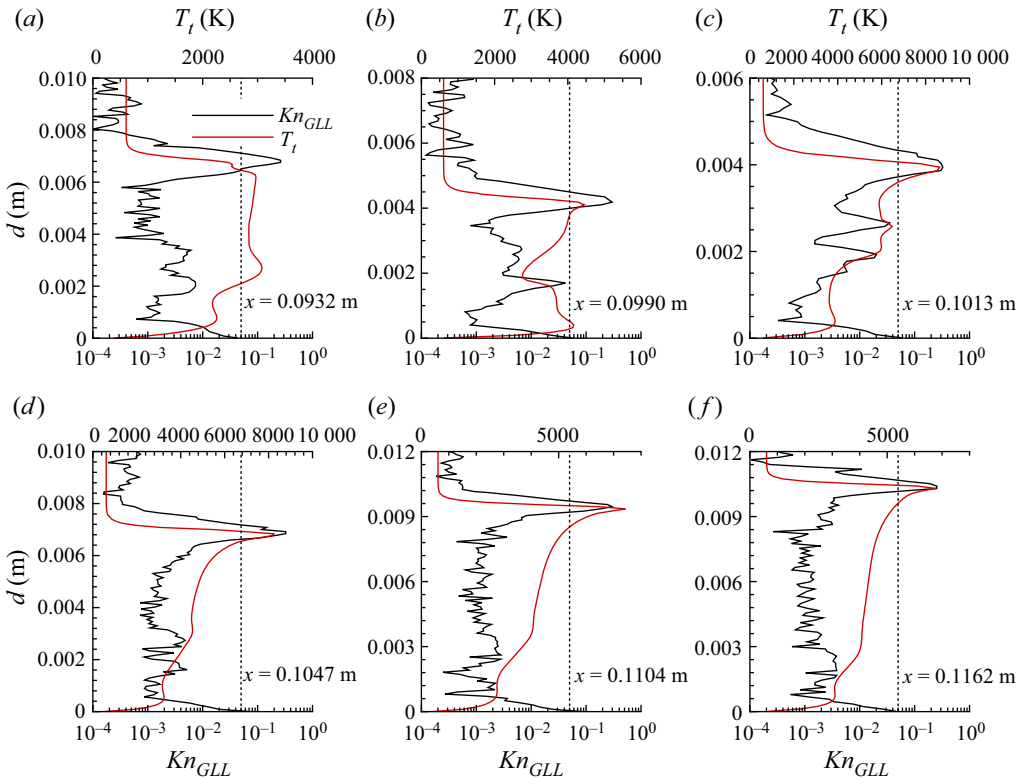 (a) T_t (K) (b) T_t (K) (c) T_t (K)
0 2000 4000 0 2000 4000 6000 0 2000 4000 6000 8000 10 000
0.010 0.008 0.006
Kn_GLL
T_t
0.008 0.006
0.006 0.004
d (m) 0.004
0.004 0.002
0.002 0.002
x = 0.0932 m x = 0.0990 m x = 0.1013 m
0 0 0
10^−4 10^−3 10^−2 10^−1 10^0 10^−4 10^−3 10^−2 10^−1 10^0 10^−4 10^−3 10^−2 10^−1 10^0
(d) (e) (f)
0 2000 4000 6000 8000 10 000 0 5000 0 5000
0.010 0.012 0.012
0.008 0.009 0.009
0.006
d (m) 0.006 0.006
0.004
0.002 0.003 0.003
x = 0.1047 m x = 0.1104 m x = 0.1162 m
0 0 0
10^−4 10^−3 10^−2 10^−1 10^0 10^−4 10^−3 10^−2 10^−1 10^0 10^−4 10^−3 10^−2 10^−1 10^0
Kn_GLL Kn_GLL Kn_GLL